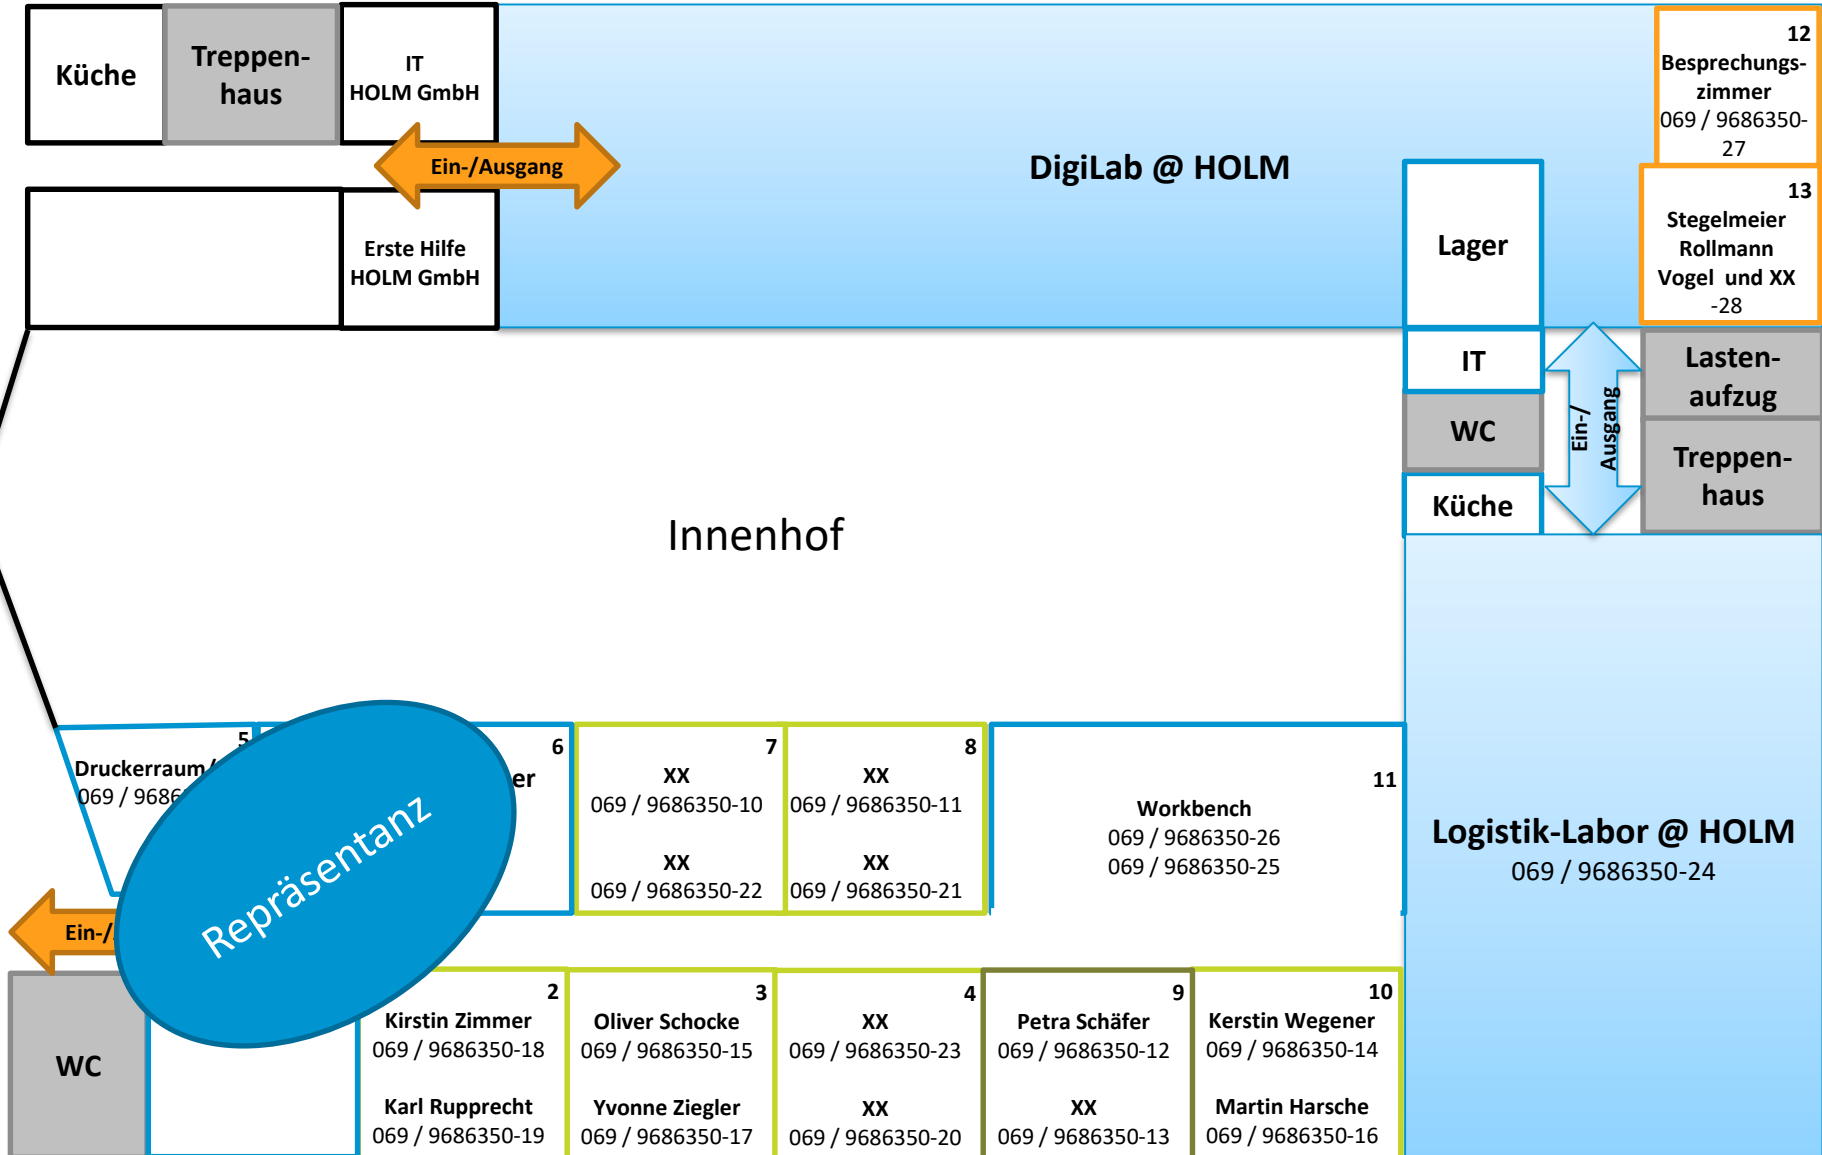 Küche
Treppen-
haus
IT
HOLM GmbH
Ein-/Ausgang
Erste Hilfe
HOLM GmbH
DigiLab @ HOLM
12
Besprechungs-
zimmer
069 / 9686350-
27
13
Stegelmeier
Rollmann
Vogel und XX
-28
Lager
IT
WC
Küche
Ein-/
Ausgang
Lasten-
aufzug
Treppen-
haus
Innenhof
5
Druckerraum/
069 / 9686
6
er
7
XX
069 / 9686350-10
XX
069 / 9686350-22
8
XX
069 / 9686350-11
XX
069 / 9686350-21
11
Workbench
069 / 9686350-26
069 / 9686350-25
Logistik-Labor @ HOLM
069 / 9686350-24
Repräsentanz
Ein-/
WC
2
Kirstin Zimmer
069 / 9686350-18
Karl Rupprecht
069 / 9686350-19
3
Oliver Schocke
069 / 9686350-15
Yvonne Ziegler
069 / 9686350-17
4
XX
069 / 9686350-23
XX
069 / 9686350-20
9
Petra Schäfer
069 / 9686350-12
XX
069 / 9686350-13
10
Kerstin Wegener
069 / 9686350-14
Martin Harsche
069 / 9686350-16